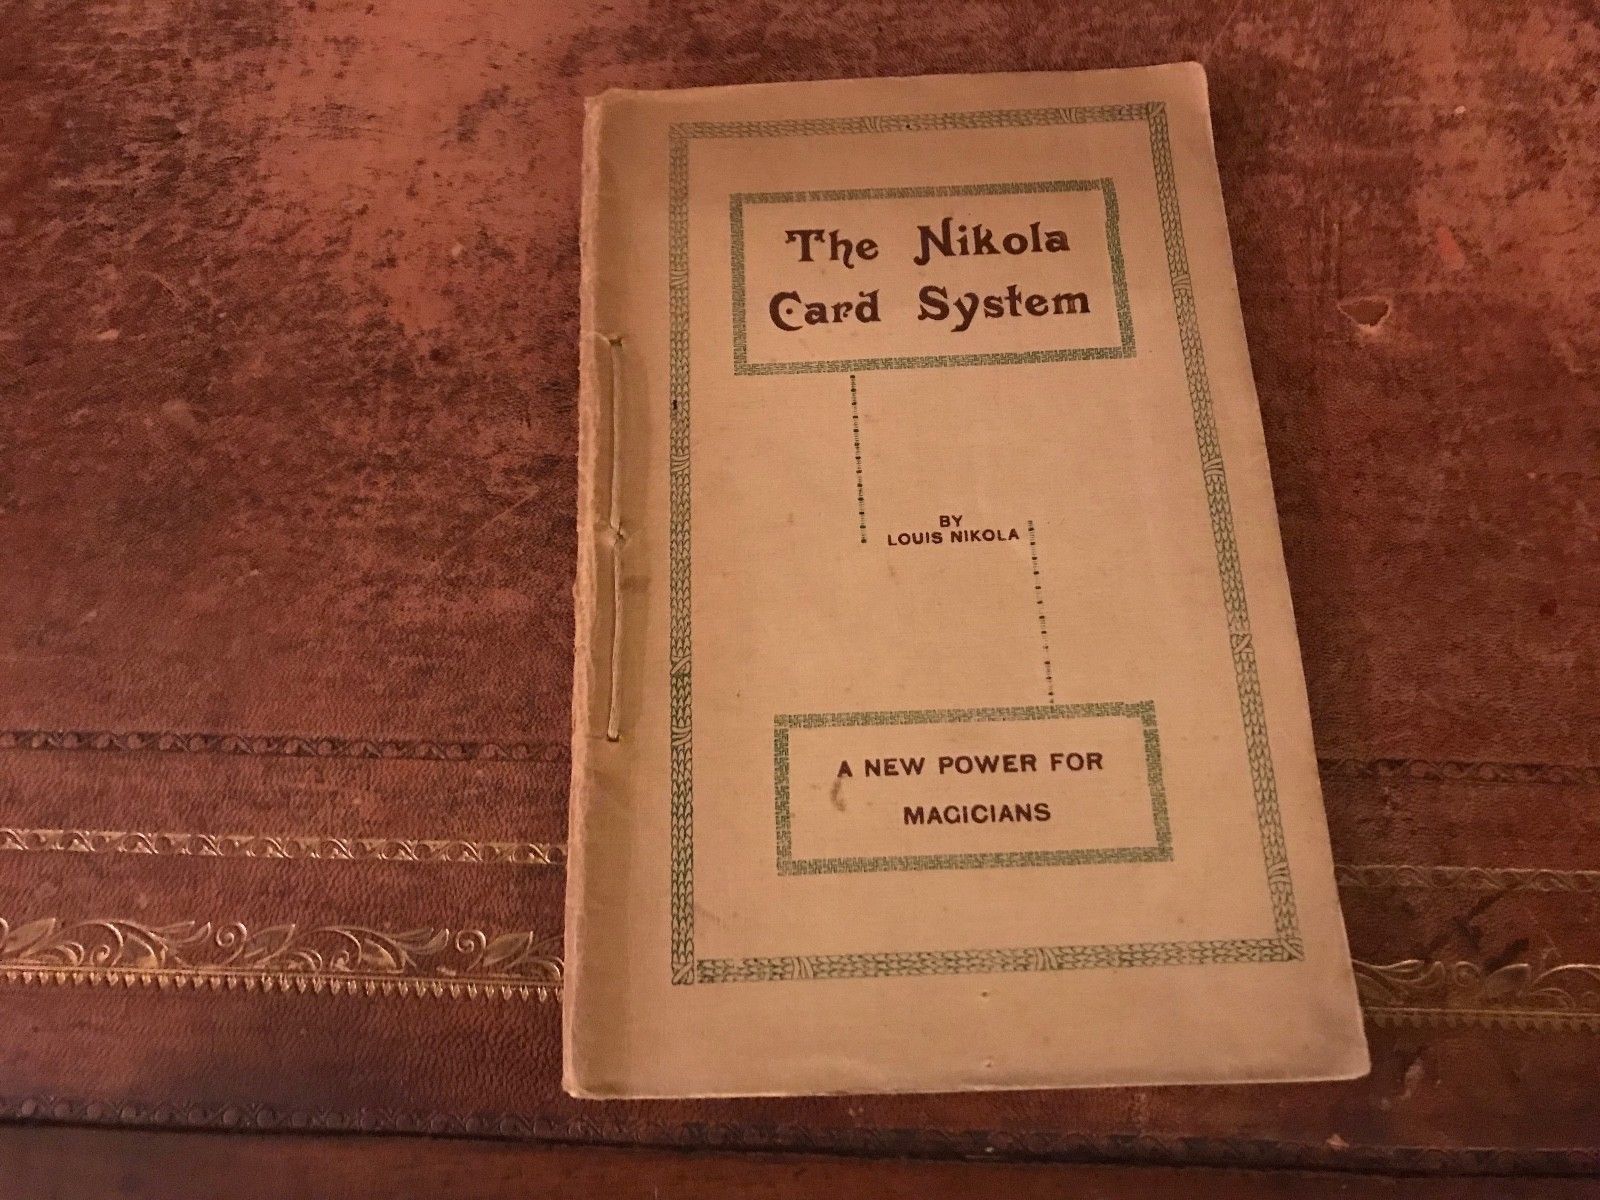 The Nikola
Card System
BY
LOUIS NIKOLA
A NEW POWER FOR
MAGICIANS